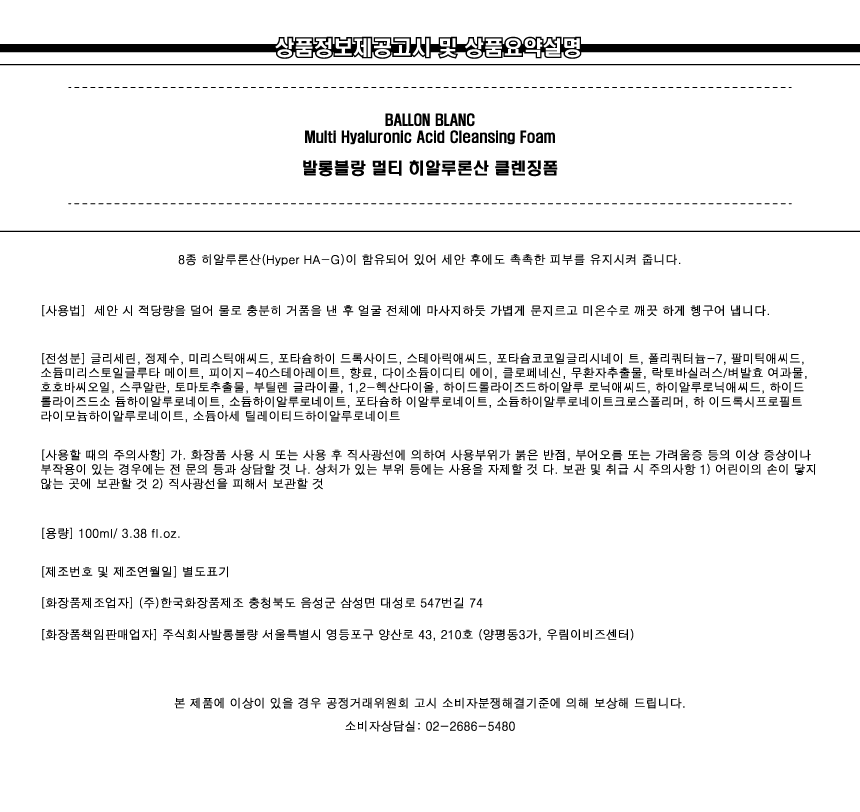 상품정보제공고시 및 상품요약설명
BALLON BLANC
Multi Hyaluronic Acid Cleansing Foam
발롱블랑 멀티 히알루론산 클렌징폼
8종 히알루론산(Hyper HA-G)이 함유되어 있어 세안 후에도 촉촉한 피부를 유지시켜 줍니다.
[사용법] 세안 시 적당량을 덜어 물로 충분히 거품을 낸 후 얼굴 전체에 마사지하듯 가볍게 문지르고 미온수로 깨끗 하게 헹구어 냅니다.
[전성분] 글리세린, 정제수, 미리스틱애씨드, 포타슘하이 드록사이드, 스테아릭애씨드, 포타슘코코일글리시네이 트, 폴리쿼터늄-7, 팔미틱애씨드,
소듐미리스토일글루타 메이트, 피이지-40스테아레이트, 향료, 다이소듐이디티 에이, 클로페네신, 무환자추출물, 락토바실러스/벼발효 여과물,
호호바씨오일, 스쿠알란, 토마토추출물, 부틸렌 글라이콜, 1,2-헥산다이올, 하이드롤라이즈드하이알루 로닉애씨드, 하이알루로닉애씨드, 하이드
롤라이즈드소 듐하이알루로네이트, 소듐하이알루로네이트, 포타슘하 이알루로네이트, 소듐하이알루로네이트크로스폴리머, 하 이드록시프로필트
라이모늄하이알루로네이트, 소듐아세 틸레이티드하이알루로네이트
[사용할 때의 주의사항] 가. 화장품 사용 시 또는 사용 후 직사광선에 의하여 사용부위가 붉은 반점, 부어오름 또는 가려움증 등의 이상 증상이나
부작용이 있는 경우에는 전 문의 등과 상담할 것 나. 상처가 있는 부위 등에는 사용을 자제할 것 다. 보관 및 취급 시 주의사항 1) 어린이의 손이 닿지
않는 곳에 보관할 것 2) 직사광선을 피해서 보관할 것
[용량] 100ml/ 3.38 fl.oz.
[제조번호 및 제조연월일] 별도표기
[화장품제조업자] (주)한국화장품제조 충청북도 음성군 삼성면 대성로 547번길 74
[화장품책임판매업자] 주식회사발롱불량 서울특별시 영등포구 양산로 43, 210호 (양평동3가, 우림이비즈센터)
본 제품에 이상이 있을 경우 공정거래위원회 고시 소비자분쟁해결기준에 의해 보상해 드립니다.
소비자상담실: 02-2686-5480